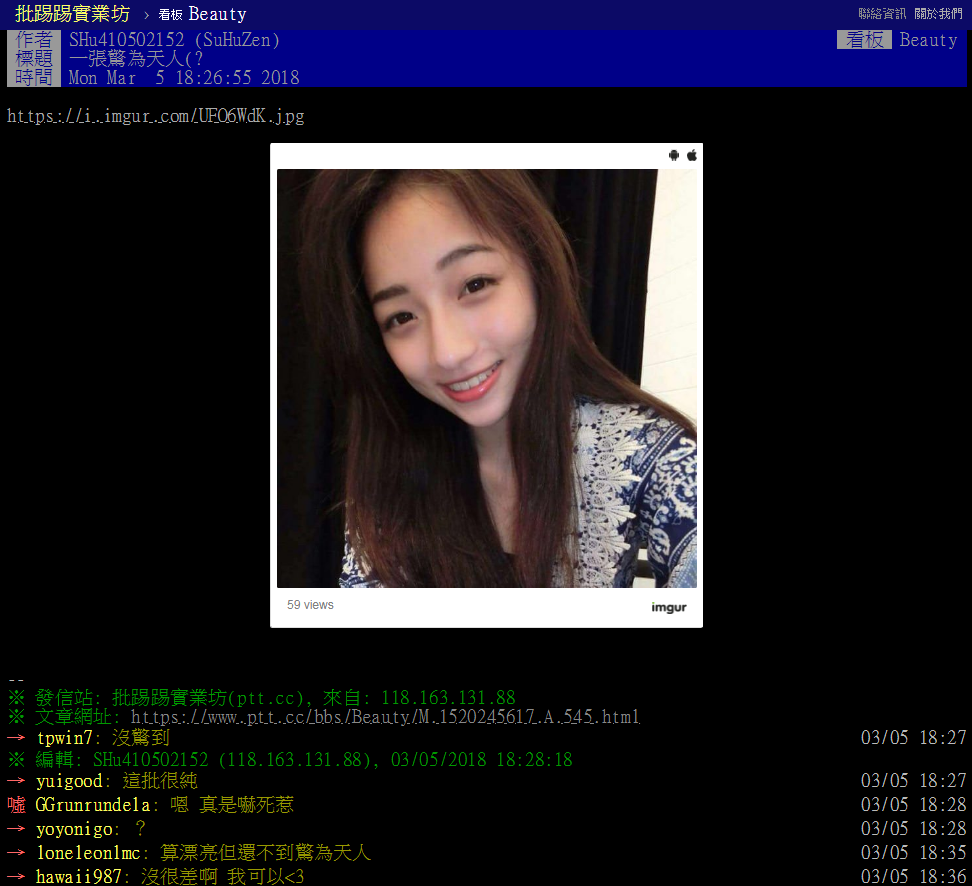 批踢踢實業坊 › 看板 Beauty 聯絡資訊 關於我們
作者 SHu410502152 (SuHuZen) 看板 Beauty
標題 一張驚為天人(?
時間 Mon Mar 5 18:26:55 2018
https://i.imgur.com/UFO6WdK.jpg
59 views imgur
--
※ 發信站: 批踢踢實業坊(ptt.cc), 來自: 118.163.131.88
※ 文章網址: https://www.ptt.cc/bbs/Beauty/M.1520245617.A.545.html
→ tpwin7: 沒驚到 03/05 18:27
※ 編輯: SHu410502152 (118.163.131.88), 03/05/2018 18:28:18
→ yuigood: 這批很純 03/05 18:27
噓 GGrunrundela: 嗯 真是嚇死惹 03/05 18:28
→ yoyonigo: ? 03/05 18:28
→ loneleonlmc: 算漂亮但還不到驚為天人 03/05 18:35
→ hawaii987: 沒很差啊 我可以<3 03/05 18:36